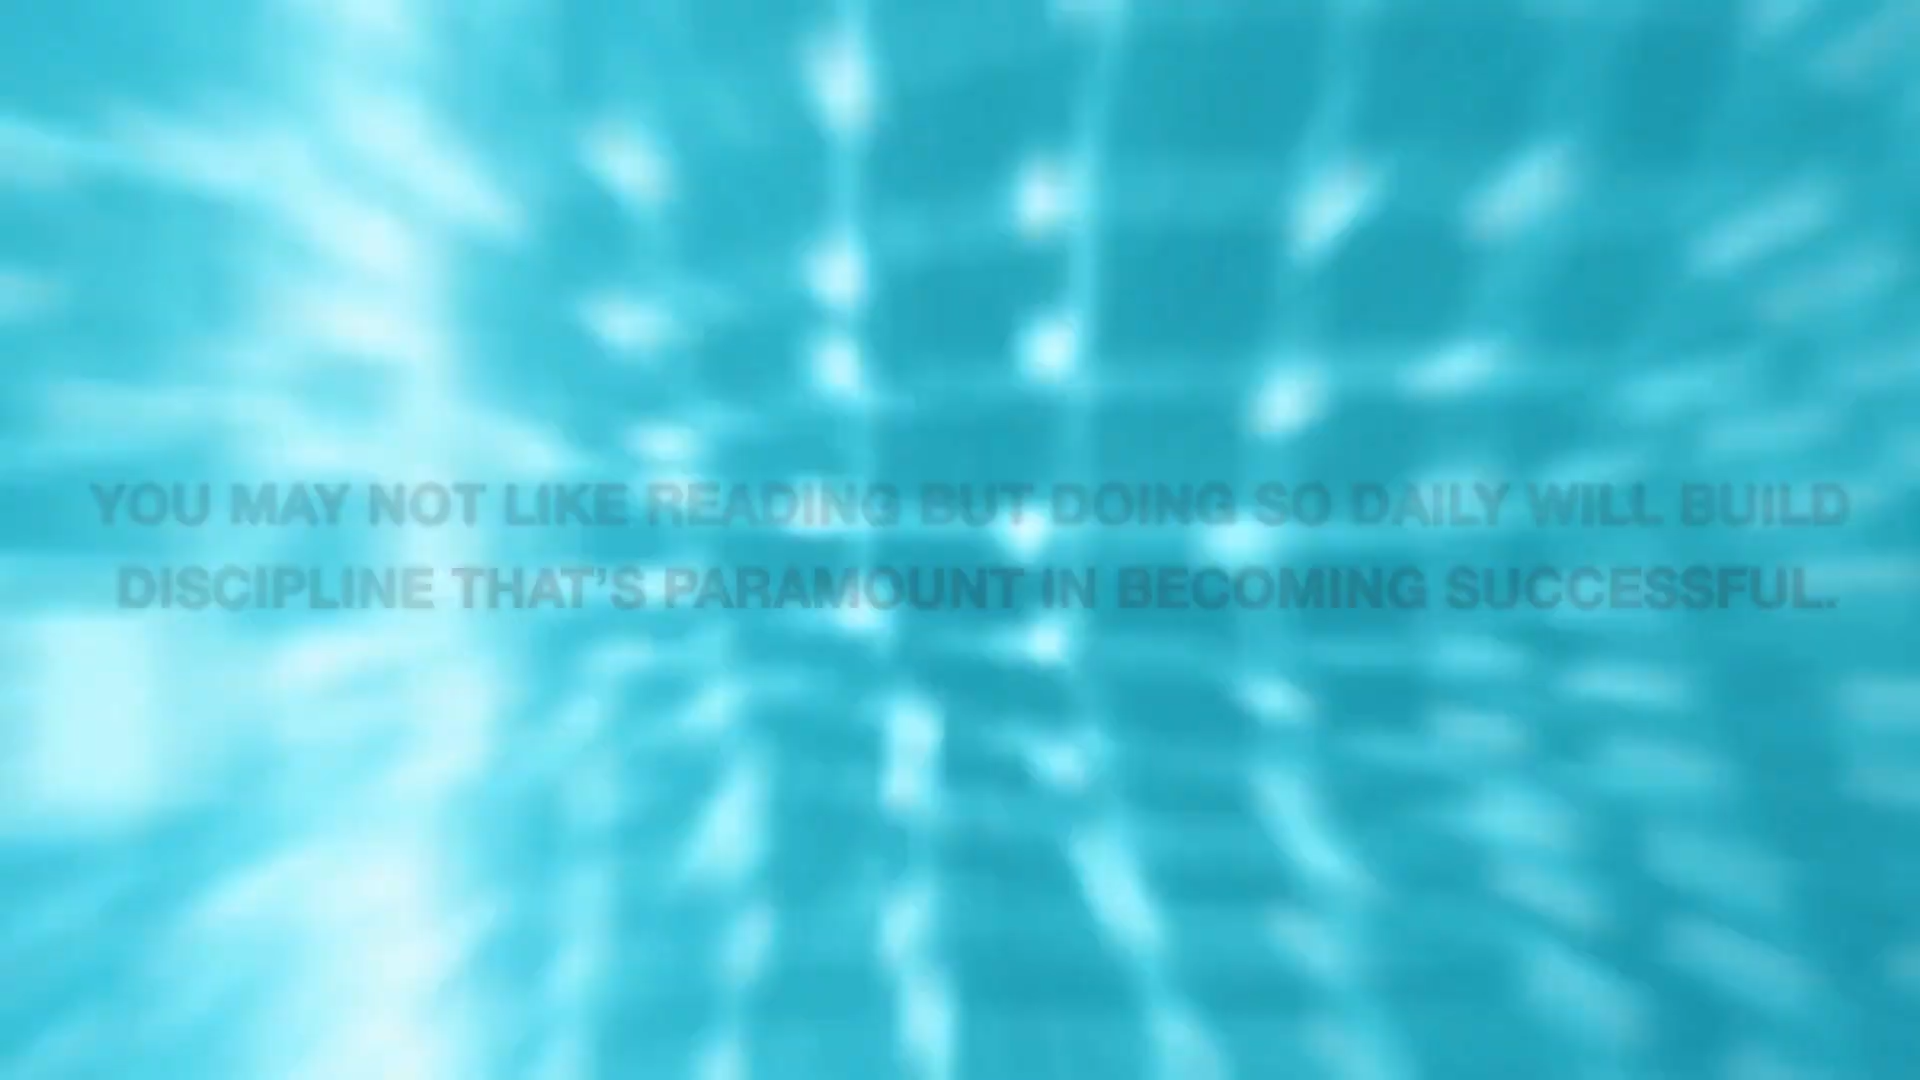 YOU MAY NOT LIKE READING BUT DOING SO DAILY WILL BUILD
DISCIPLINE THAT’S PARAMOUNT IN BECOMING SUCCESSFUL.